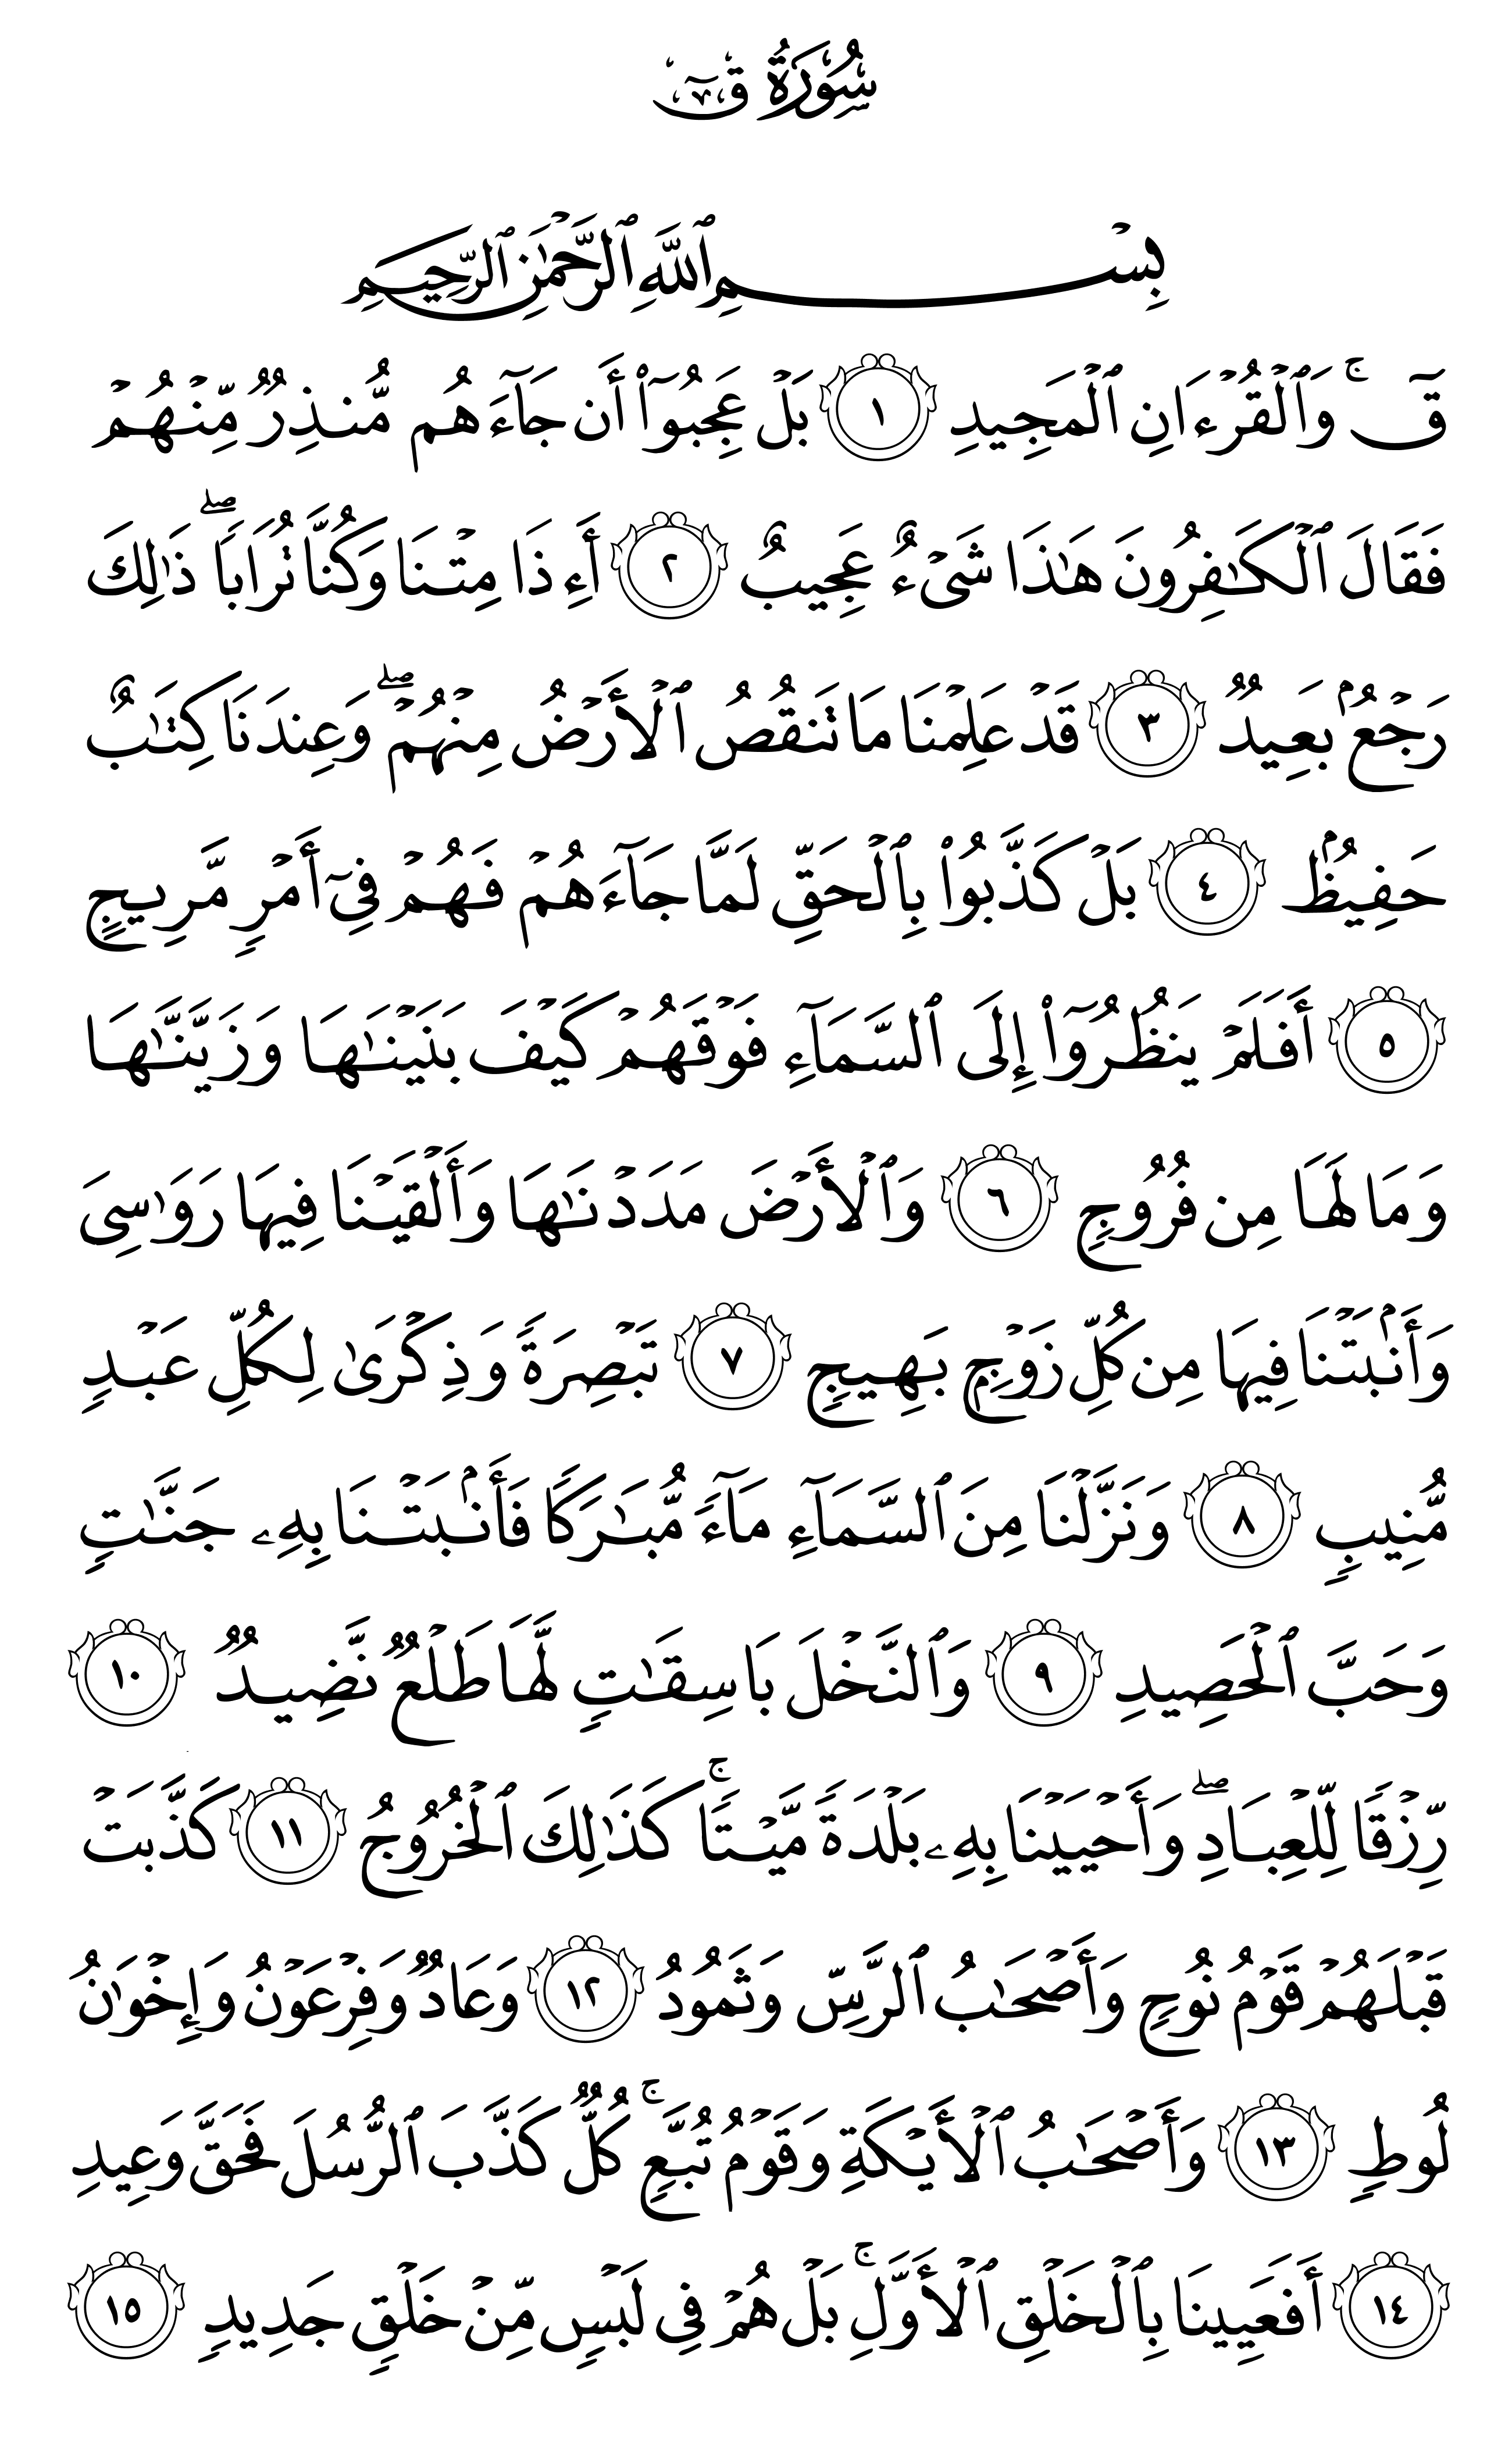 سُورَةُ قٓ
بِسْمِ ٱللَّهِ ٱلرَّحْمَٰنِ ٱلرَّحِيمِ
قٓۚ وَٱلْقُرْءَانِ ٱلْمَجِيدِ ١ بَلْ عَجِبُوٓا۟ أَن جَآءَهُم مُّنذِرٌ مِّنْهُمْ
فَقَالَ ٱلْكَٰفِرُونَ هَٰذَا شَىْءٌ عَجِيبٌ ٢ أَءِذَا مِتْنَا وَكُنَّا تُرَابًاۖ ذَٰلِكَ
رَجْعٌۢ بَعِيدٌ ٣ قَدْ عَلِمْنَا مَا تَنقُصُ ٱلْأَرْضُ مِنْهُمْۖ وَعِندَنَا كِتَٰبٌ
حَفِيظٌۢ ٤ بَلْ كَذَّبُوا۟ بِٱلْحَقِّ لَمَّا جَآءَهُمْ فَهُمْ فِىٓ أَمْرٍ مَّرِيجٍ
٥ أَفَلَمْ يَنظُرُوٓا۟ إِلَى ٱلسَّمَآءِ فَوْقَهُمْ كَيْفَ بَنَيْنَٰهَا وَزَيَّنَّٰهَا
وَمَا لَهَا مِن فُرُوجٍ ٦ وَٱلْأَرْضَ مَدَدْنَٰهَا وَأَلْقَيْنَا فِيهَا رَوَٰسِىَ
وَأَنۢبَتْنَا فِيهَا مِن كُلِّ زَوْجٍۭ بَهِيجٍ ٧ تَبْصِرَةً وَذِكْرَىٰ لِكُلِّ عَبْدٍ
مُّنِيبٍ ٨ وَنَزَّلْنَا مِنَ ٱلسَّمَآءِ مَآءً مُّبَٰرَكًا فَأَنۢبَتْنَا بِهِۦ جَنَّٰتٍ
وَحَبَّ ٱلْحَصِيدِ ٩ وَٱلنَّخْلَ بَاسِقَٰتٍ لَّهَا طَلْعٌ نَّضِيدٌ ١٠
رِّزْقًا لِّلْعِبَادِۖ وَأَحْيَيْنَا بِهِۦ بَلْدَةً مَّيْتًاۚ كَذَٰلِكَ ٱلْخُرُوجُ ١١ كَذَّبَتْ
قَبْلَهُمْ قَوْمُ نُوحٍ وَأَصْحَٰبُ ٱلرَّسِّ وَثَمُودُ ١٢ وَعَادٌ وَفِرْعَوْنُ وَإِخْوَٰنُ
لُوطٍ ١٣ وَأَصْحَٰبُ ٱلْأَيْكَةِ وَقَوْمُ تُبَّعٍۚ كُلٌّ كَذَّبَ ٱلرُّسُلَ فَحَقَّ وَعِيدِ
١٤ أَفَعَيِينَا بِٱلْخَلْقِ ٱلْأَوَّلِۚ بَلْ هُمْ فِى لَبْسٍ مِّنْ خَلْقٍ جَدِيدٍ ١٥